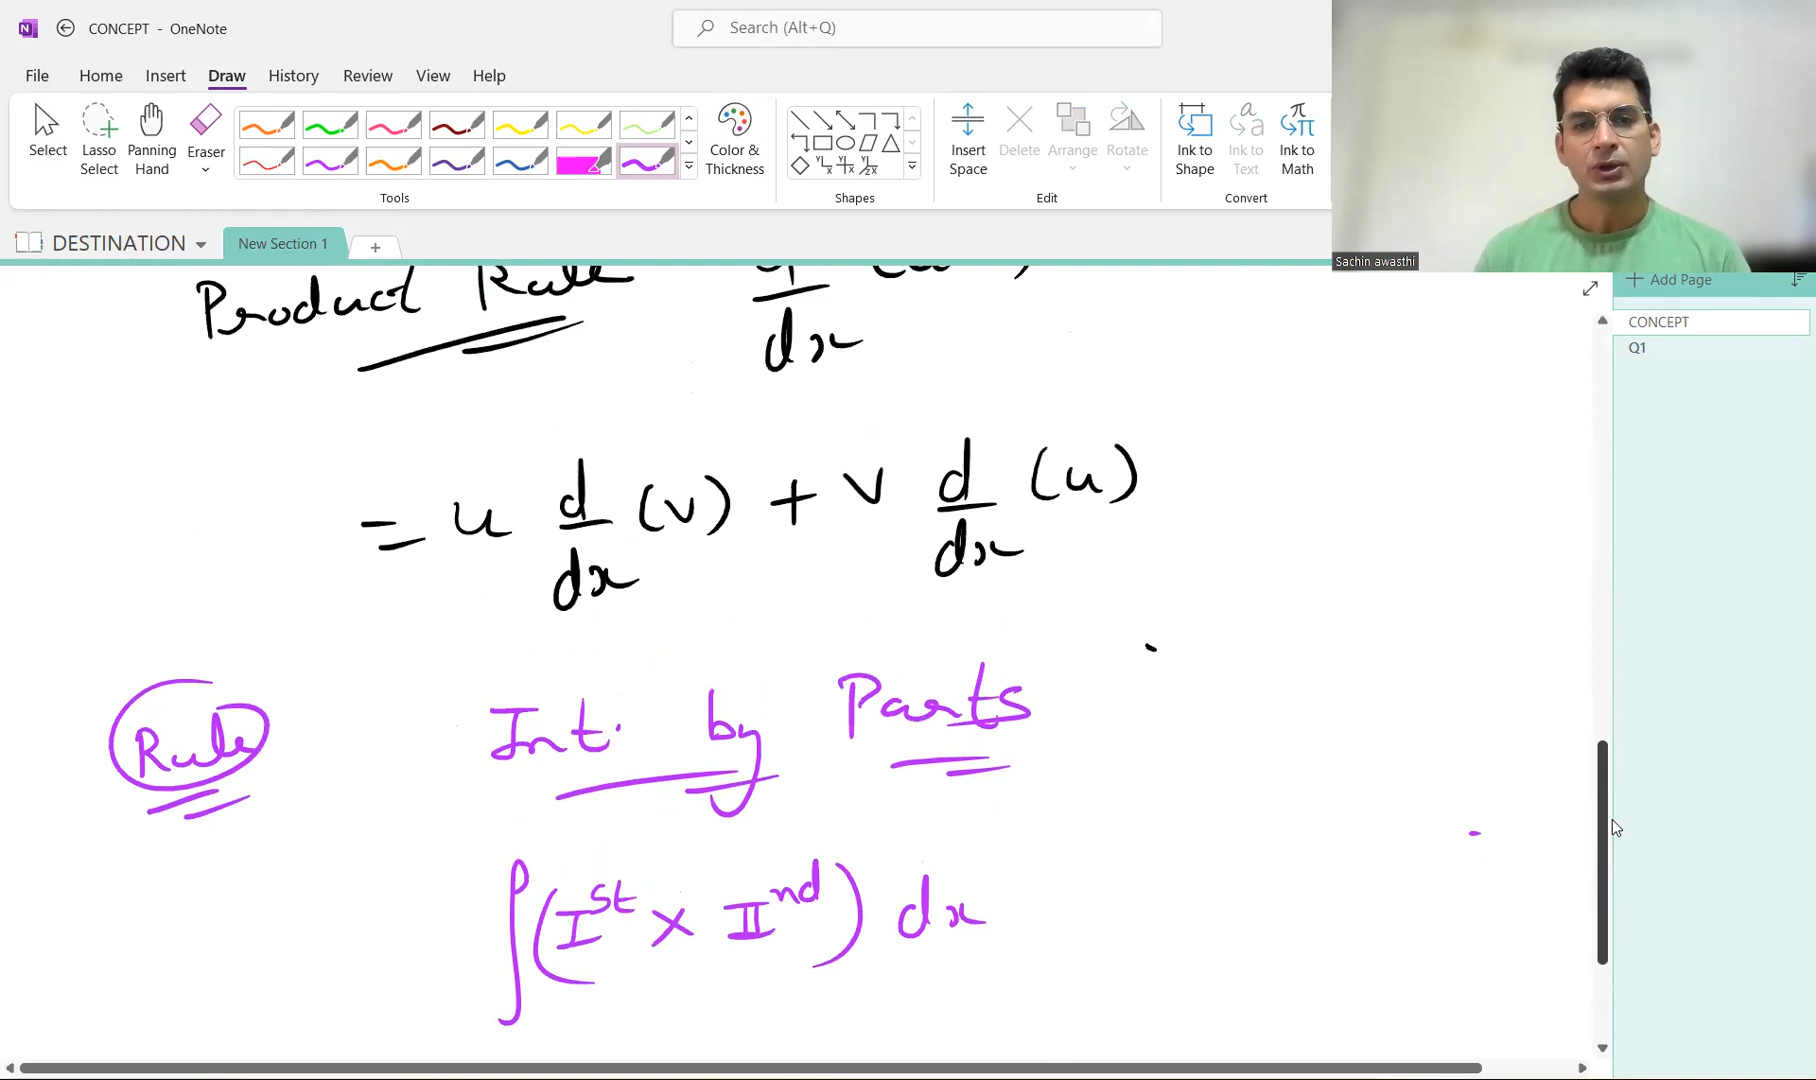 CONCEPT - OneNote
Search (Alt+Q)
File Home Insert Draw History Review View Help
Select
Lasso Select
Panning Hand
Eraser
Color & Thickness
Insert Space
Delete
Arrange
Rotate
Ink to Shape
Ink to Text
Ink to Math
Tools
Shapes
Edit
Convert
Sachin awasthi
DESTINATION
New Section 1
Add Page
CONCEPT
Q1
Product Rule d/dx
= u d/dx (v) + v d/dx (u)
Rule Int. by Parts
∫(Ist × IInd) dx